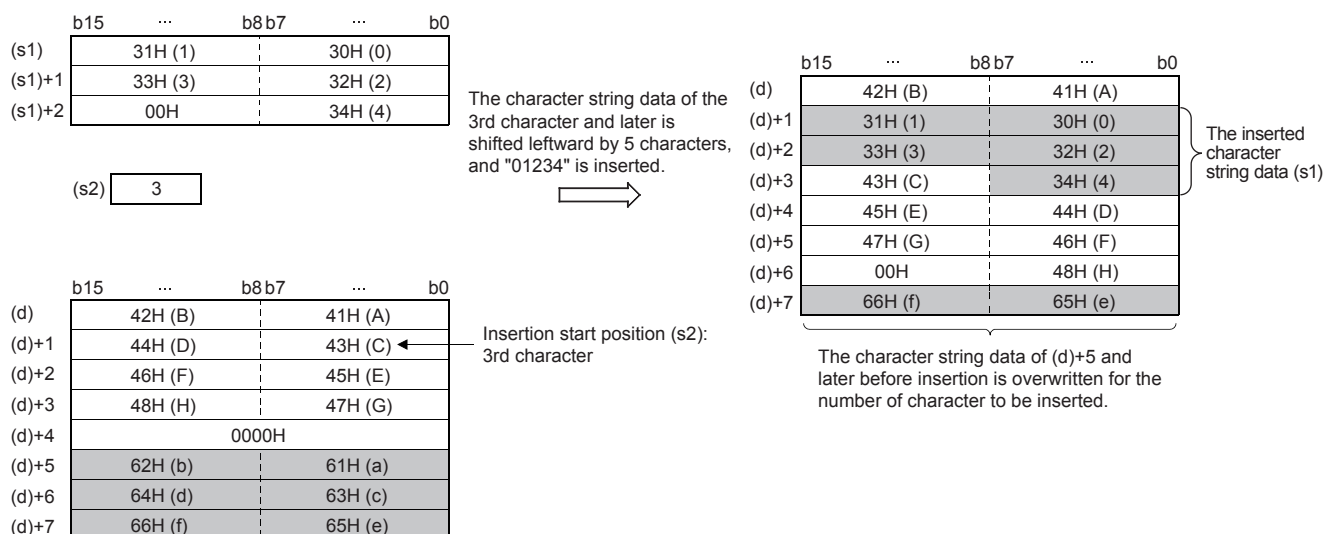 b15 ... b8 b7 ... b0
(s1) 31H (1) 30H (0)
(s1)+1 33H (3) 32H (2)
(s1)+2 00H 34H (4)
(s2) 3
The character string data of the
3rd character and later is
shifted leftward by 5 characters,
and "01234" is inserted.
b15 ... b8 b7 ... b0
(d) 42H (B) 41H (A)
(d)+1 44H (D) 43H (C)
(d)+2 46H (F) 45H (E)
(d)+3 48H (H) 47H (G)
(d)+4 0000H
(d)+5 62H (b) 61H (a)
(d)+6 64H (d) 63H (c)
(d)+7 66H (f) 65H (e)
Insertion start position (s2):
3rd character
b15 ... b8 b7 ... b0
(d) 42H (B) 41H (A)
(d)+1 31H (1) 30H (0)
(d)+2 33H (3) 32H (2)
(d)+3 43H (C) 34H (4)
(d)+4 45H (E) 44H (D)
(d)+5 47H (G) 46H (F)
(d)+6 00H 48H (H)
(d)+7 66H (f) 65H (e)
The inserted
character
string data (s1)
The character string data of (d)+5 and
later before insertion is overwritten for the
number of character to be inserted.